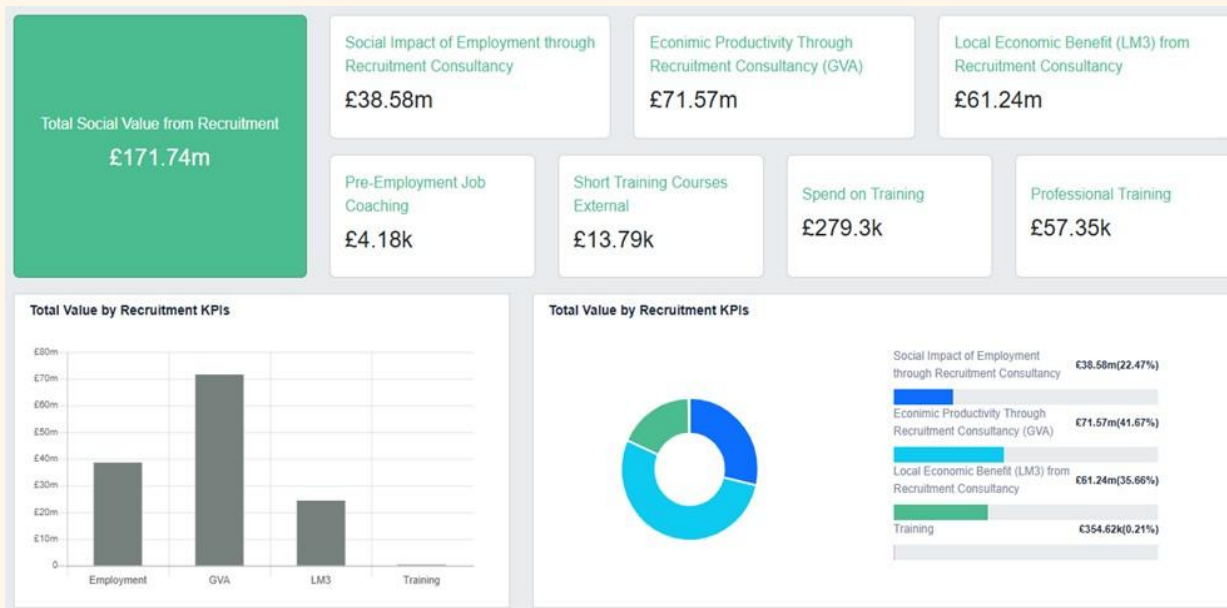 Total Social Value from Recruitment
£171.74m
Social Impact of Employment through
Recruitment Consultancy
£38.58m
Econimic Productivity Through
Recruitment Consultancy (GVA)
£71.57m
Local Economic Benefit (LM3) from
Recruitment Consultancy
£61.24m
Pre-Employment Job
Coaching
£4.18k
Short Training Courses
External
£13.79k
Spend on Training
£279.3k
Professional Training
£57.35k
Total Value by Recruitment KPIs
£80m
£70m
£60m
£50m
£40m
£30m
£20m
£10m
0
Employment
GVA
LM3
Training
Total Value by Recruitment KPIs
Social Impact of Employment
through Recruitment Consultancy
£38.58m(22.47%)
Econimic Productivity Through
Recruitment Consultancy (GVA)
£71.57m(41.67%)
Local Economic Benefit (LM3) from
Recruitment Consultancy
£61.24m(35.66%)
Training
£354.62k(0.21%)